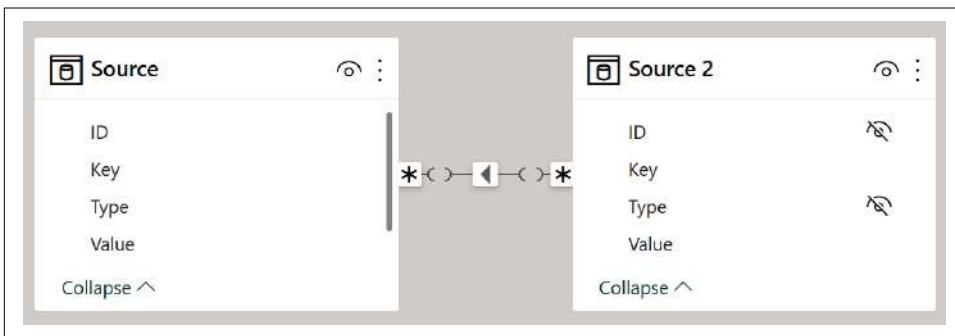 Source
ID
Key
Type
Value
Collapse
Source 2
ID
Key
Type
Value
Collapse